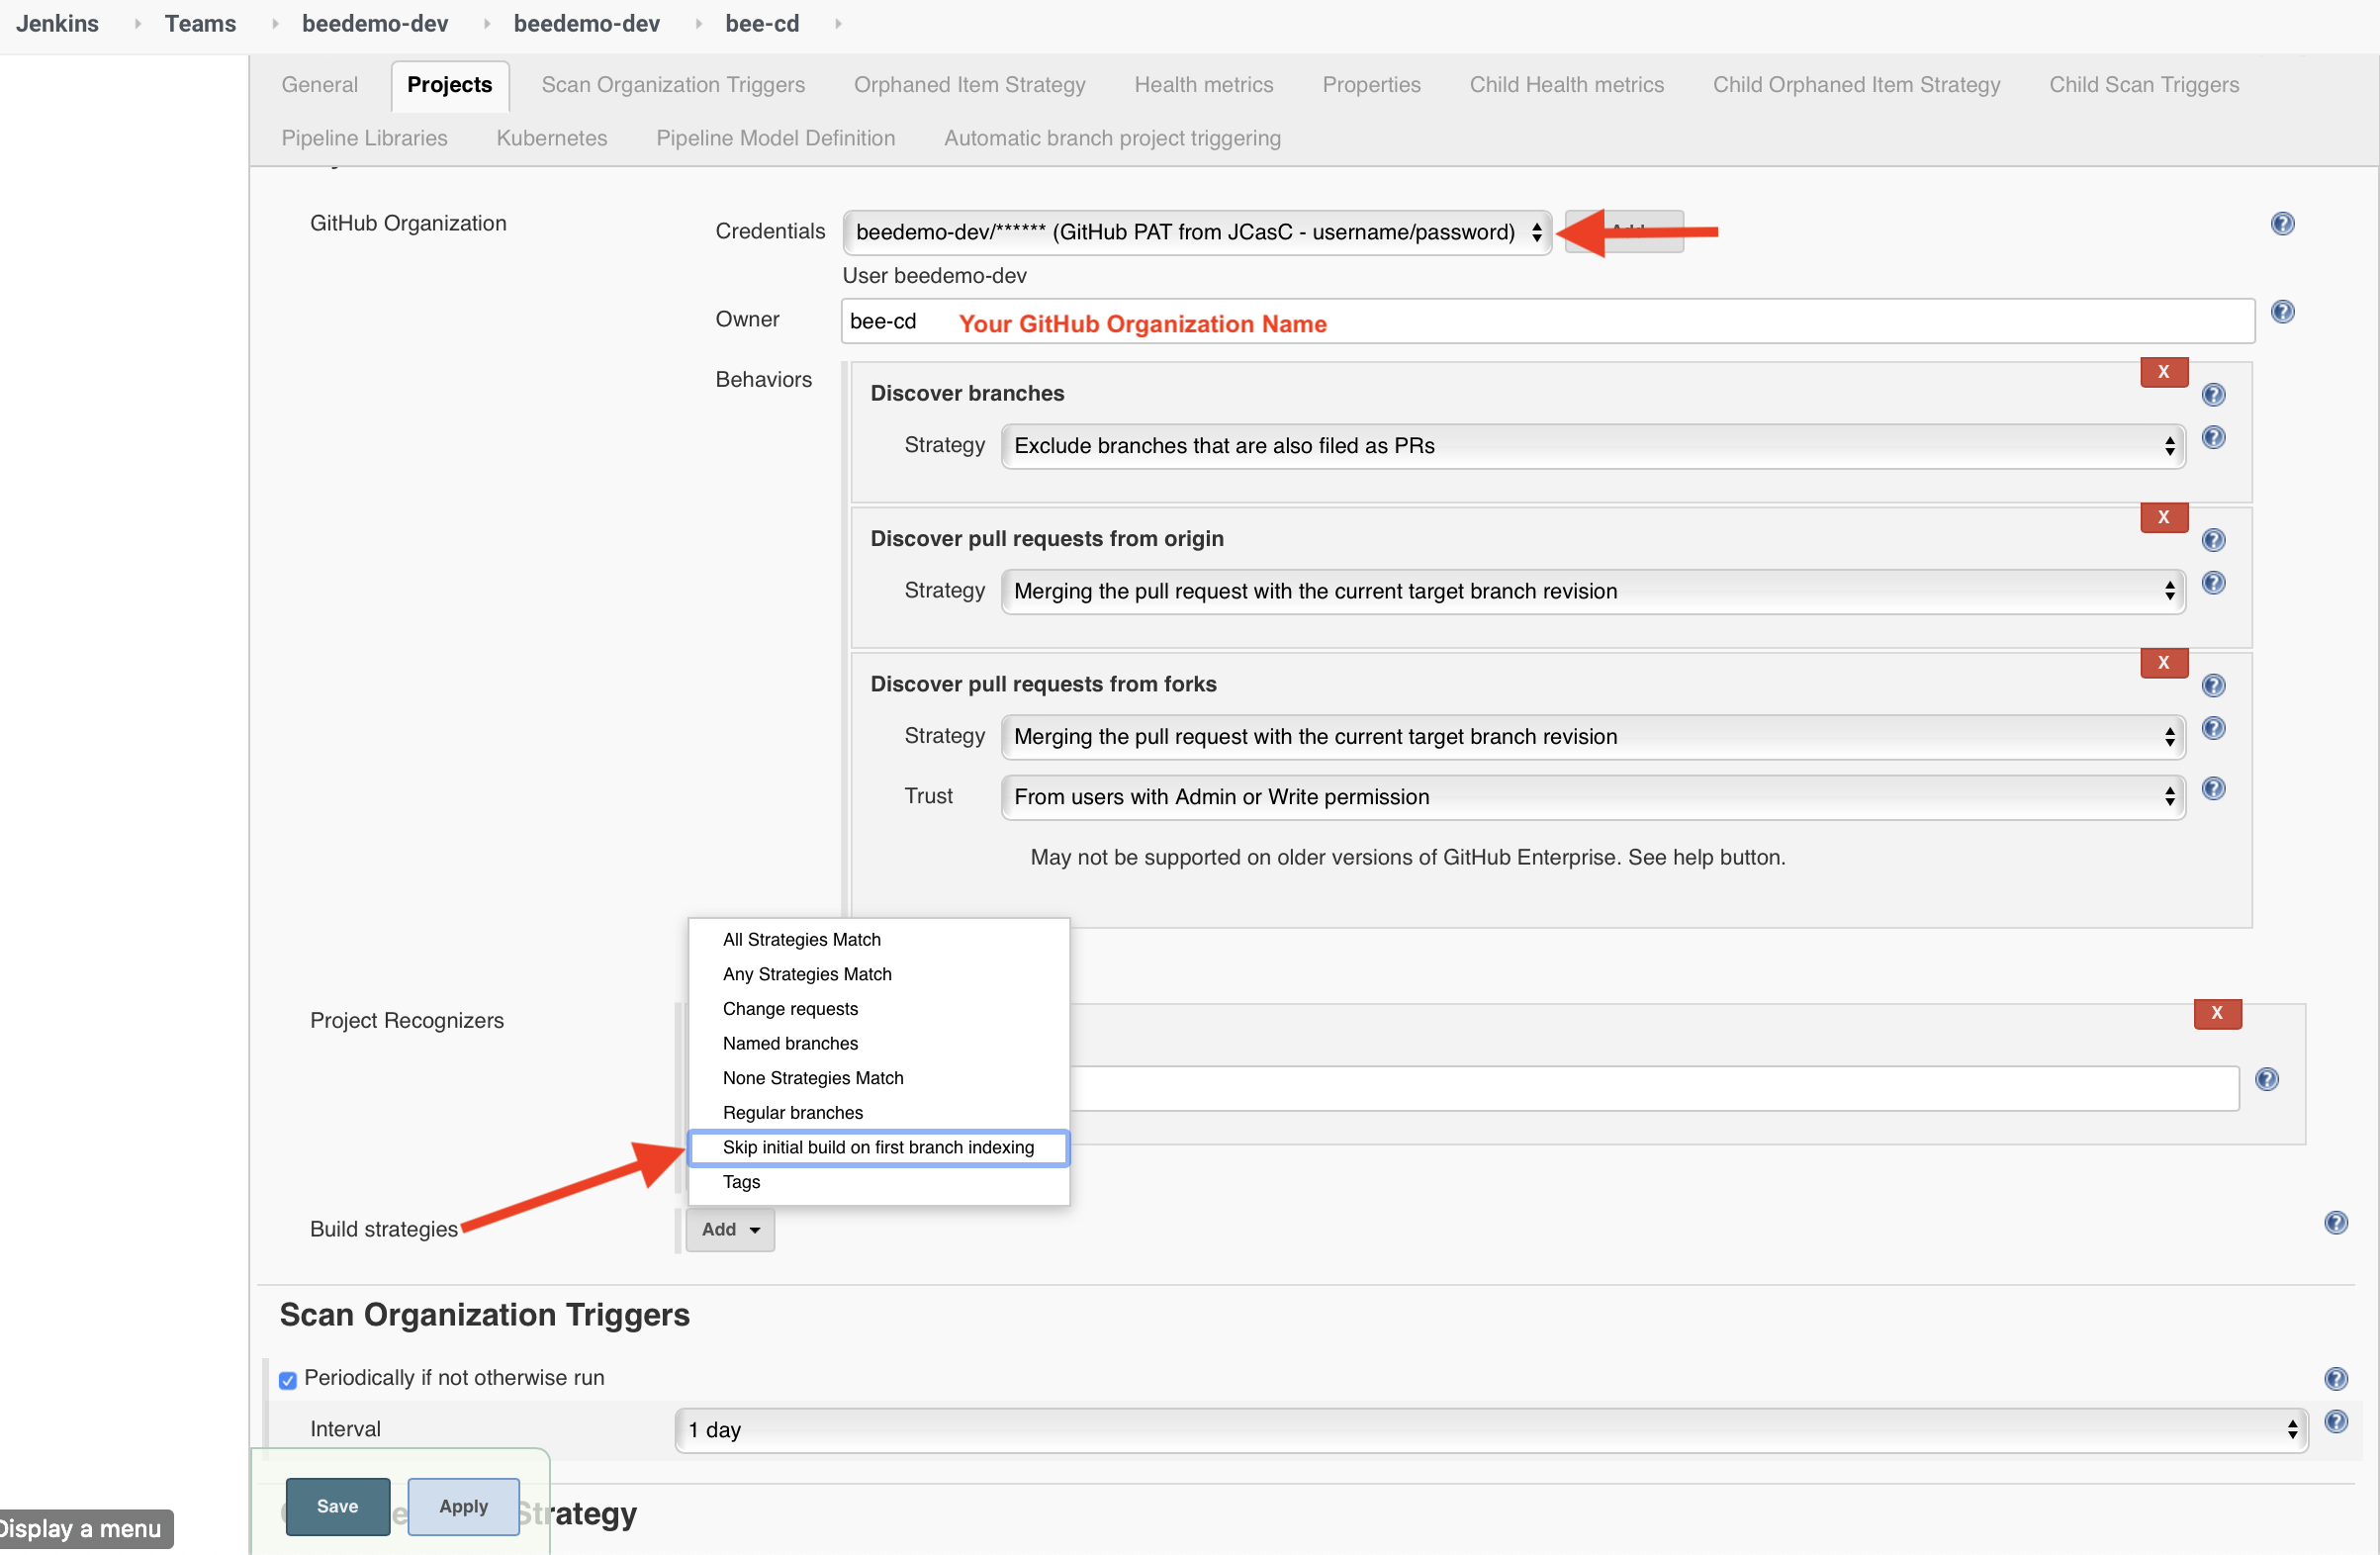 Jenkins Teams beedemo-dev beedemo-dev bee-cd
General Projects Scan Organization Triggers Orphaned Item Strategy Health metrics Properties Child Health metrics Child Orphaned Item Strategy Child Scan Triggers
Pipeline Libraries Kubernetes Pipeline Model Definition Automatic branch project triggering
GitHub Organization
Credentials beedemo-dev/****** (GitHub PAT from JCasC - username/password)
User beedemo-dev
Owner bee-cd Your GitHub Organization Name
Behaviors
X
Discover branches
Strategy Exclude branches that are also filed as PRs
X
Discover pull requests from origin
Strategy Merging the pull request with the current target branch revision
X
Discover pull requests from forks
Strategy Merging the pull request with the current target branch revision
Trust From users with Admin or Write permission
May not be supported on older versions of GitHub Enterprise. See help button.
All Strategies Match
Any Strategies Match
Change requests
Named branches
None Strategies Match
Regular branches
Skip initial build on first branch indexing
Tags
Project Recognizers
X
Build strategies Add
Scan Organization Triggers
Periodically if not otherwise run
Interval 1 day
Save Apply Strategy
Display a menu